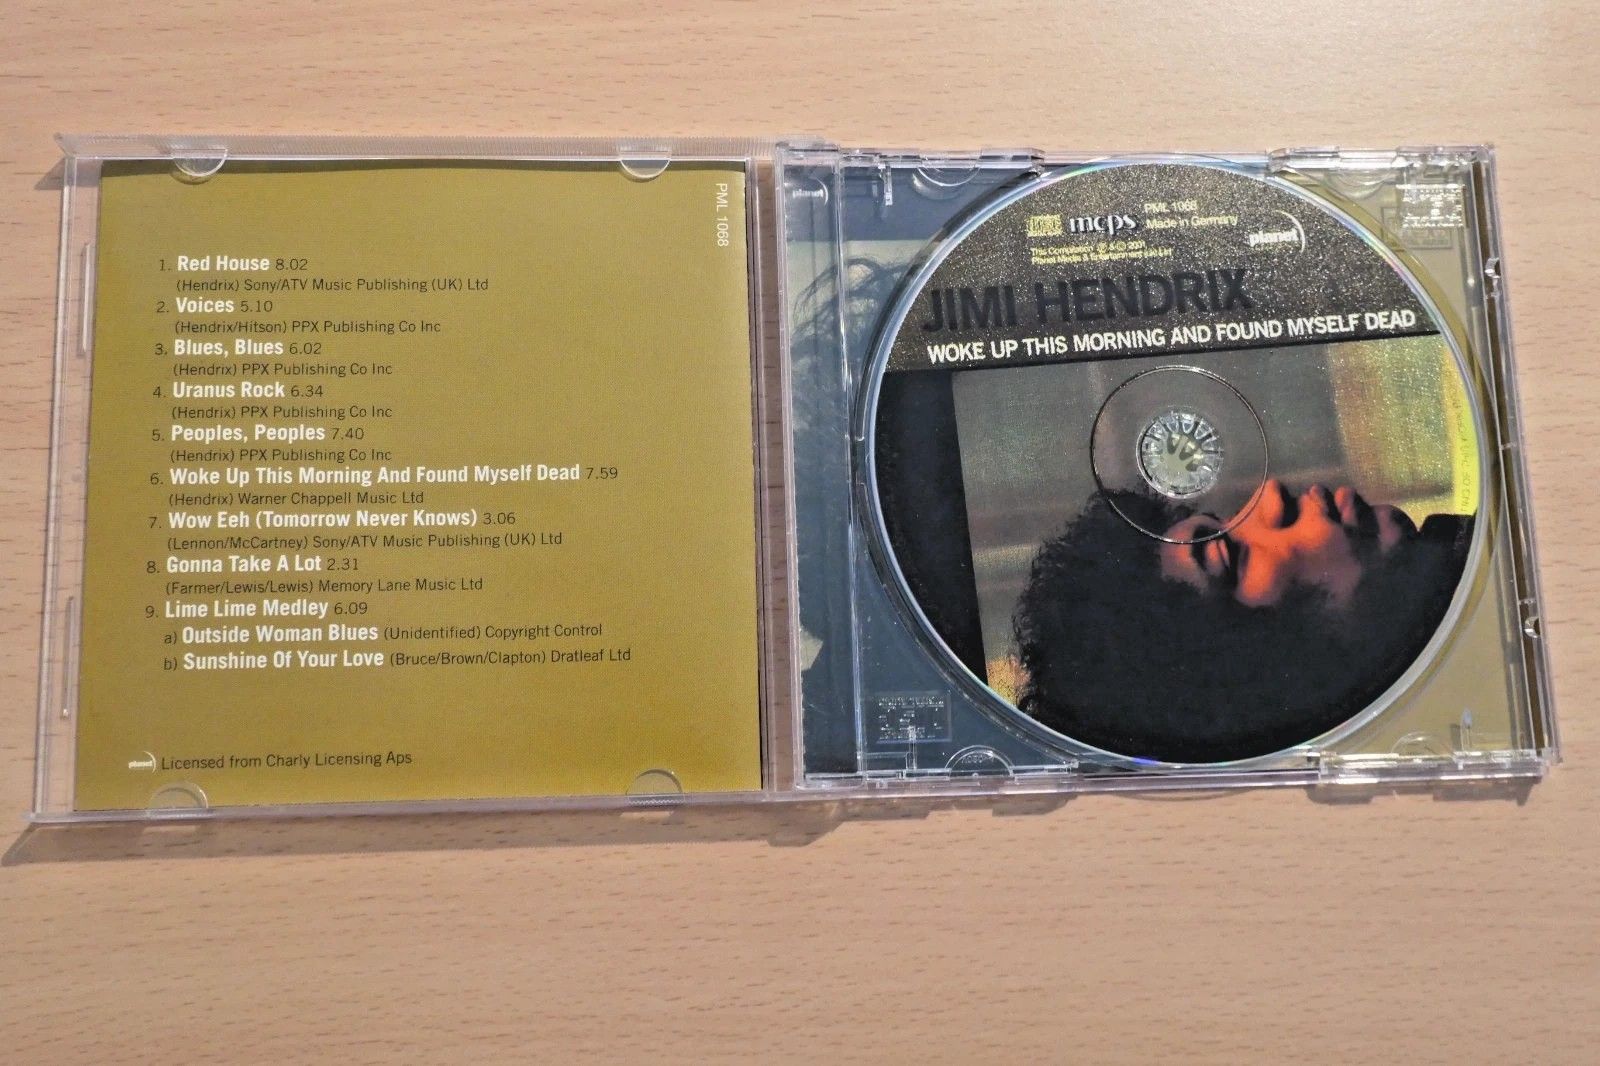 PML 1068
1. Red House 8.02
(Hendrix) Sony/ATV Music Publishing (UK) Ltd
2. Voices 5.10
(Hendrix/Hitson) PPX Publishing Co Inc
3. Blues, Blues 6.02
(Hendrix) PPX Publishing Co Inc
4. Uranus Rock 6.34
(Hendrix) PPX Publishing Co Inc
5. Peoples, Peoples 7.40
(Hendrix) PPX Publishing Co Inc
6. Woke Up This Morning And Found Myself Dead 7.59
(Hendrix) Warner Chappell Music Ltd
7. Wow Eeh (Tomorrow Never Knows) 3.06
(Lennon/McCartney) Sony/ATV Music Publishing (UK) Ltd
8. Gonna Take A Lot 2.31
(Farmer/Lewis/Lewis) Memory Lane Music Ltd
9. Lime Lime Medley 6.09
a) Outside Woman Blues (Unidentified) Copyright Control
b) Sunshine Of Your Love (Bruce/Brown/Clapton) Dratleaf Ltd
planet Licensed from Charly Licensing Aps
planet
mcps
PML 1068
Made in Germany
planet
This Compilation ℗ & © 2001
Planet Media & Entertainment
JIMI HENDRIX
WOKE UP THIS MORNING AND FOUND MYSELF DEAD